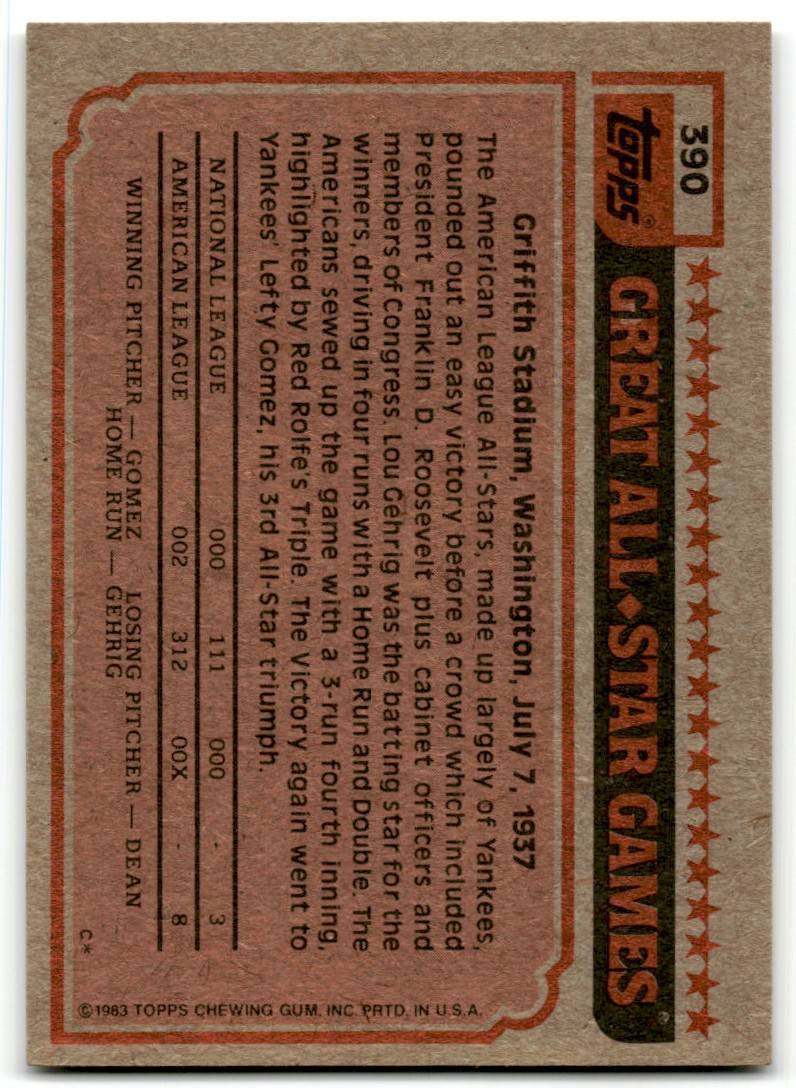 390
topps®
GREAT ALL◆STAR GAMES
Griffith Stadium, Washington, July 7, 1937
The American League All-Stars, made up largely of Yankees,
pounded out an easy victory before a crowd which included
President Franklin D. Roosevelt plus cabinet officers and
members of Congress. Lou Gehrig was the batting star for the
winners, driving in four runs with a Home Run and Double. The
Americans sewed up the game with a 3-run fourth inning,
highlighted by Red Rolfe's Triple. The Victory again went to
Yankees' Lefty Gomez, his 3rd All-Star triumph.
NATIONAL LEAGUE 000 111 000 - 3
AMERICAN LEAGUE 002 312 00X - 8
WINNING PITCHER — GOMEZ LOSING PITCHER — DEAN
HOME RUN — GEHRIG
C*
©1983 TOPPS CHEWING GUM, INC. PRTD. IN U.S.A.